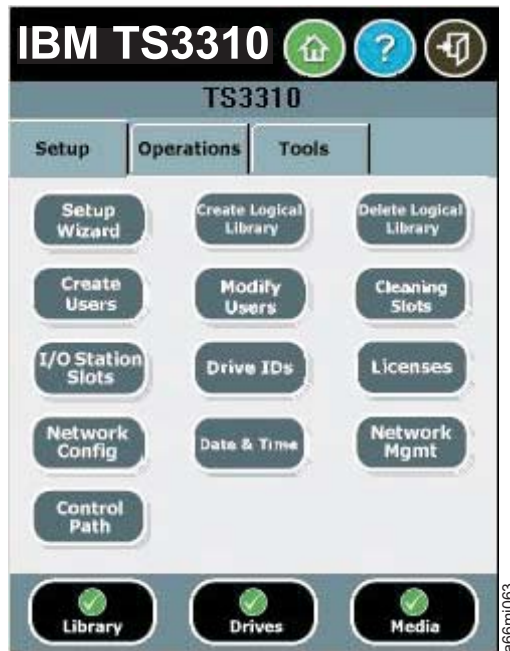 IBM TS3310
?
TS3310
Setup Operations Tools
Setup
Wizard
Create Logical
Library
Delete Logical
Library
Create
Users
Modify
Users
Cleaning
Slots
I/O Station
Slots
Drive IDs
Licenses
Network
Config
Date & Time
Network
Mgmt
Control
Path
Library
Drives
Media
a66mi063